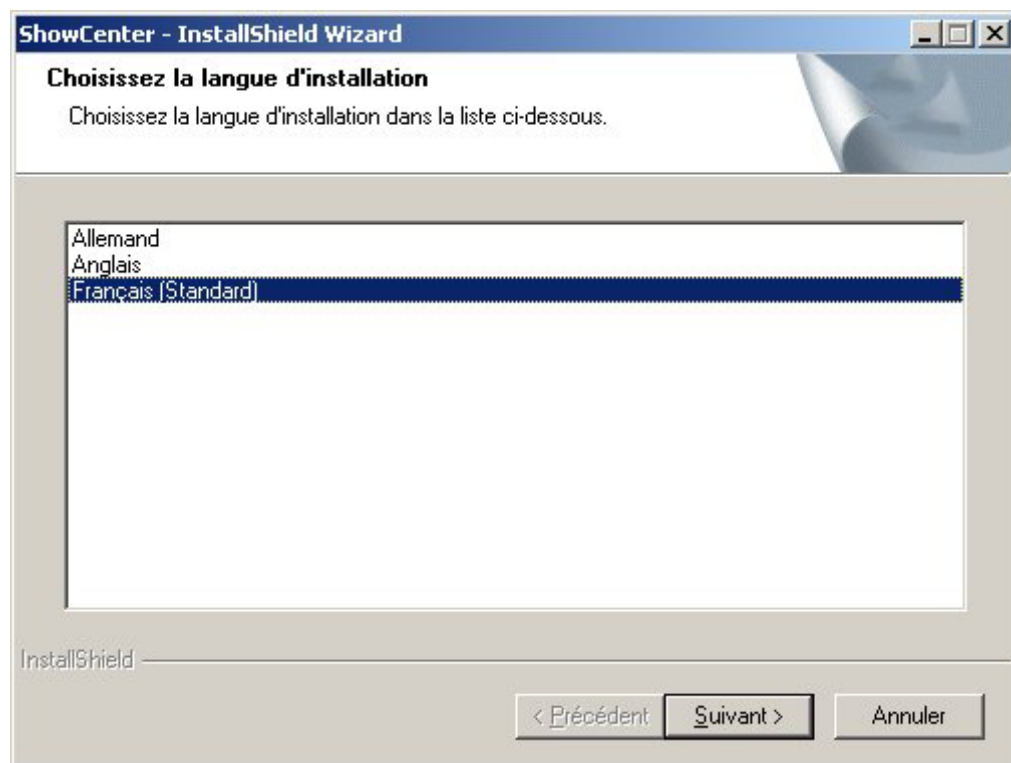 ShowCenter - InstallShield Wizard
Choisissez la langue d'installation
Choisissez la langue d'installation dans la liste ci-dessous.
Allemand
Anglais
Français (Standard)
InstallShield
< Précédent Suivant > Annuler